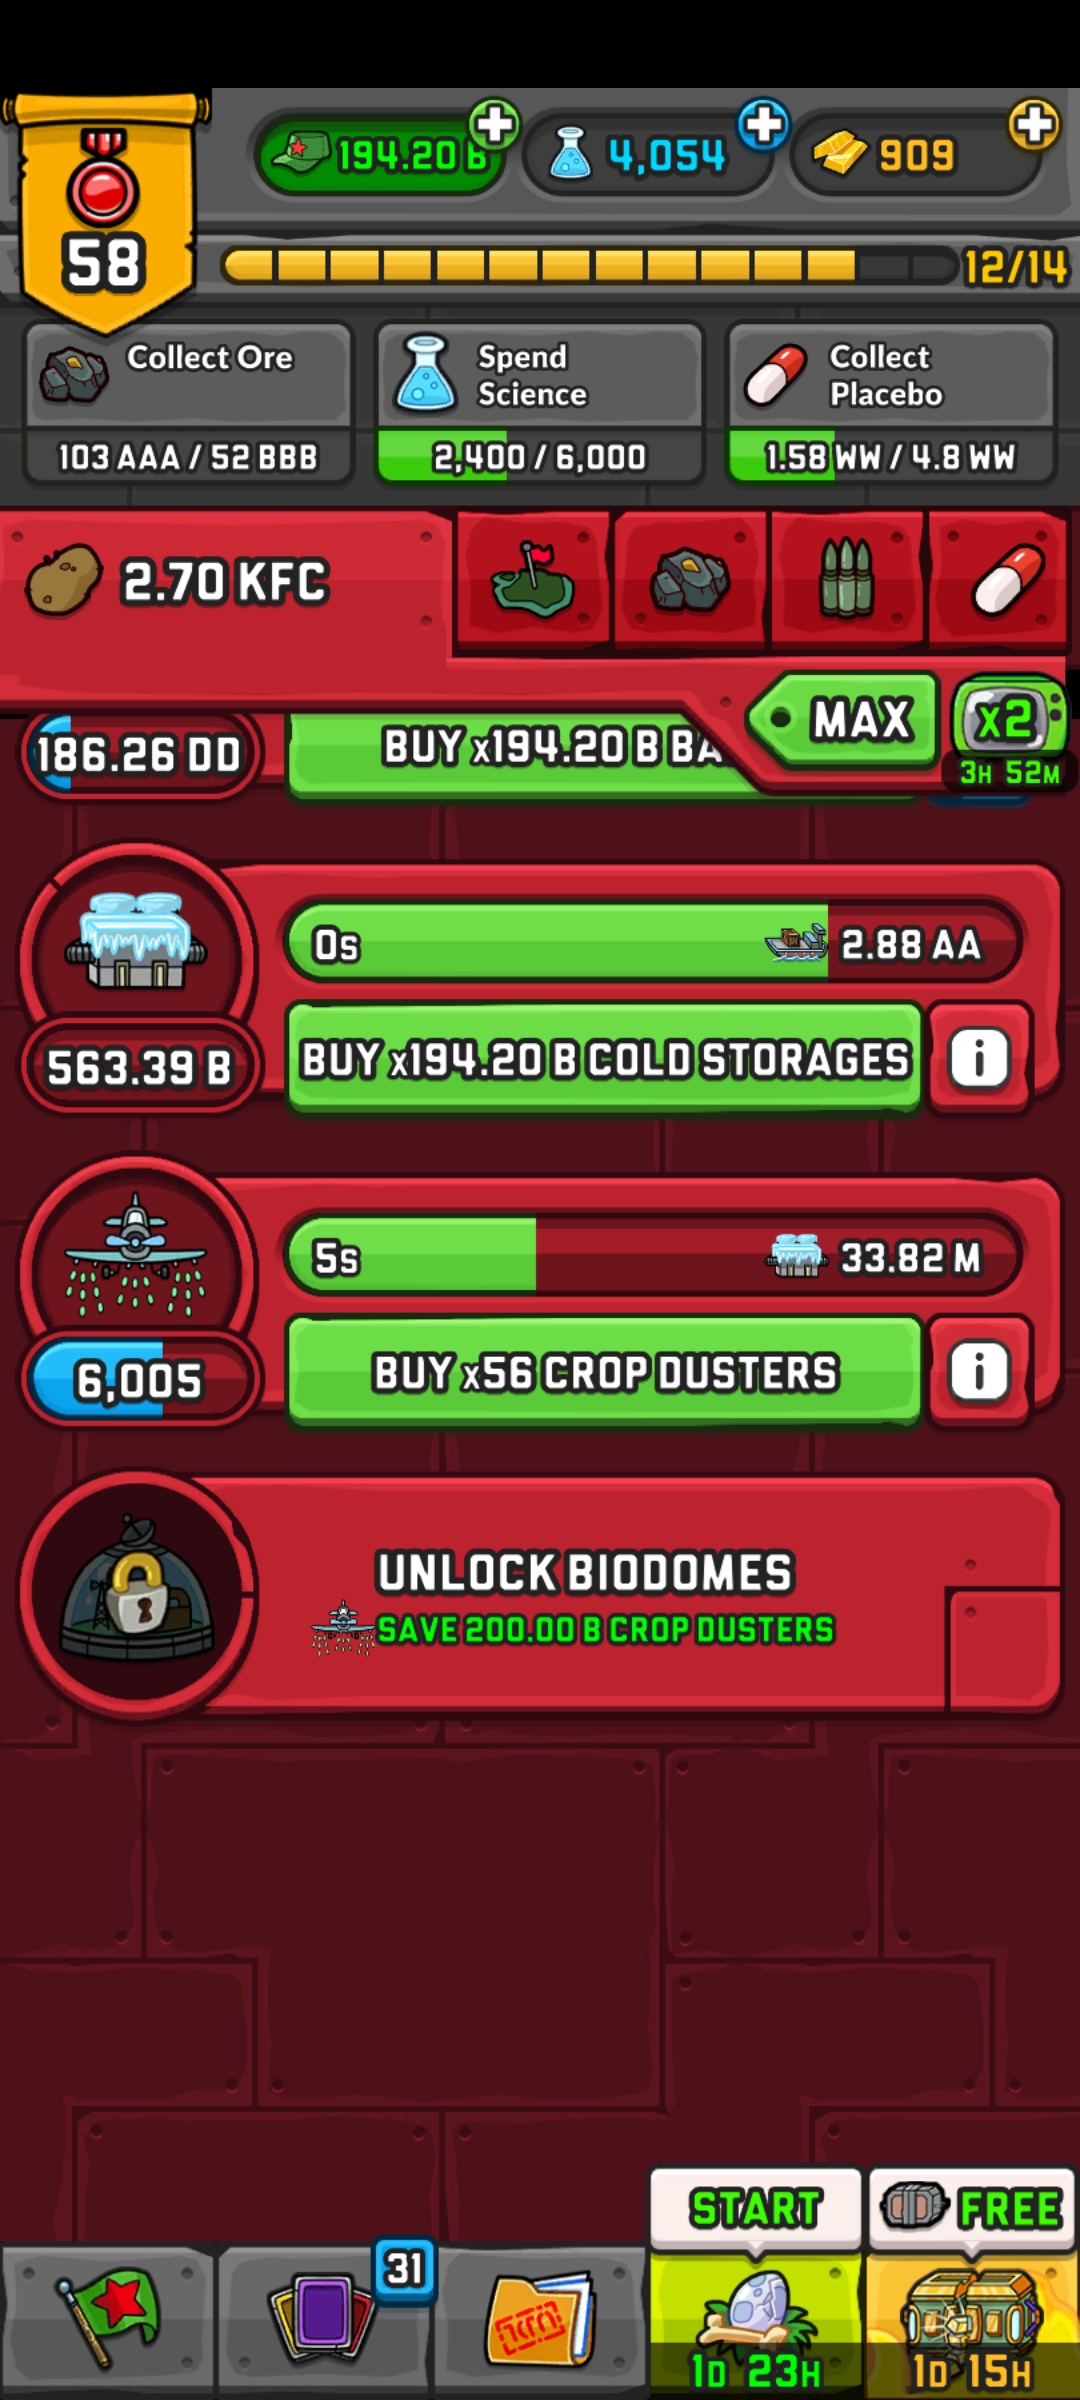 194.20 B
4,054
909
58
12/14
Collect Ore
103 AAA / 52 BBB
Spend
Science
2,400 / 6,000
Collect
Placebo
1.58 WW / 4.8 WW
2.70 KFC
MAX
x2
3H 52M
186.26 DD
BUY x194.20 B BA
0s
2.88 AA
563.39 B
BUY x194.20 B COLD STORAGES
i
5s
33.82 M
6,005
BUY x56 CROP DUSTERS
i
UNLOCK BIODOMES
SAVE 200.00 B CROP DUSTERS
START
FREE
31
1D 23H
1D 15H